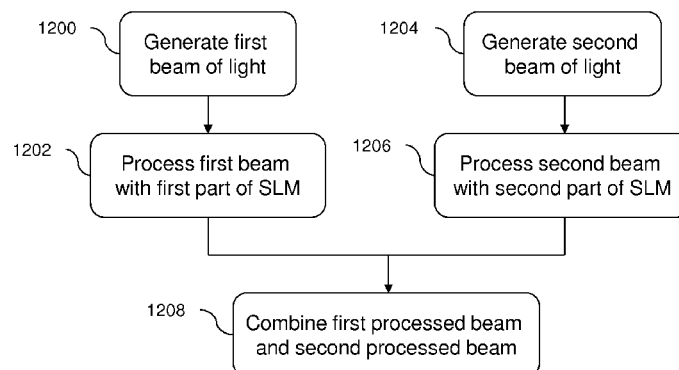 1200
Generate first
beam of light
1204
Generate second
beam of light
1202
Process first beam
with first part of SLM
1206
Process second beam
with second part of SLM
1208
Combine first processed beam
and second processed beam